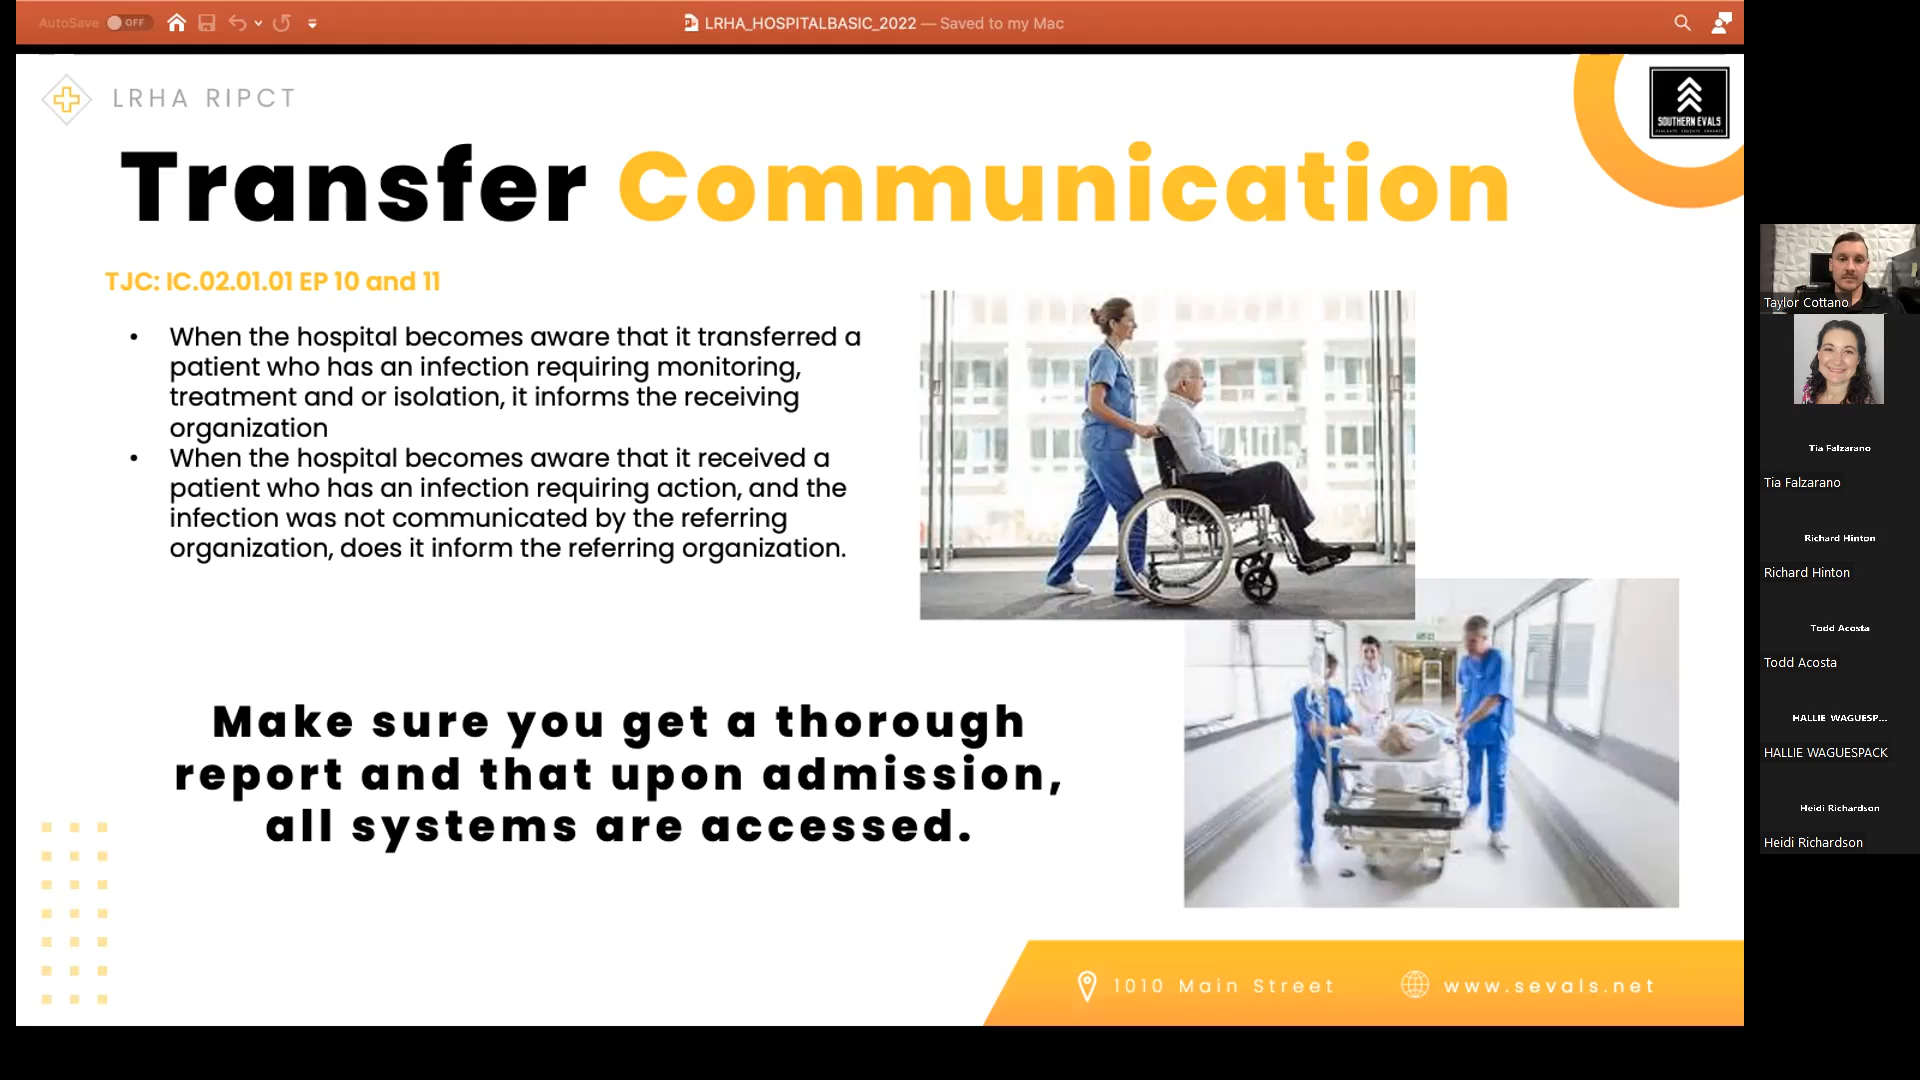 AutoSave OFF
LRHA_HOSPITALBASIC_2022 — Saved to my Mac
LRHA RIPCT
SOUTHERN EVALS
Transfer Communication
TJC: IC.02.01.01 EP 10 and 11
• When the hospital becomes aware that it transferred a
patient who has an infection requiring monitoring,
treatment and or isolation, it informs the receiving
organization
• When the hospital becomes aware that it received a
patient who has an infection requiring action, and the
infection was not communicated by the referring
organization, does it inform the referring organization.
Make sure you get a thorough
report and that upon admission,
all systems are accessed.
1010 Main Street
www.sevals.net
Taylor Cottano
Tia Falzarano
Tia Falzarano
Richard Hinton
Richard Hinton
Todd Acosta
Todd Acosta
HALLIE WAGUESP...
HALLIE WAGUESPACK
Heidi Richardson
Heidi Richardson